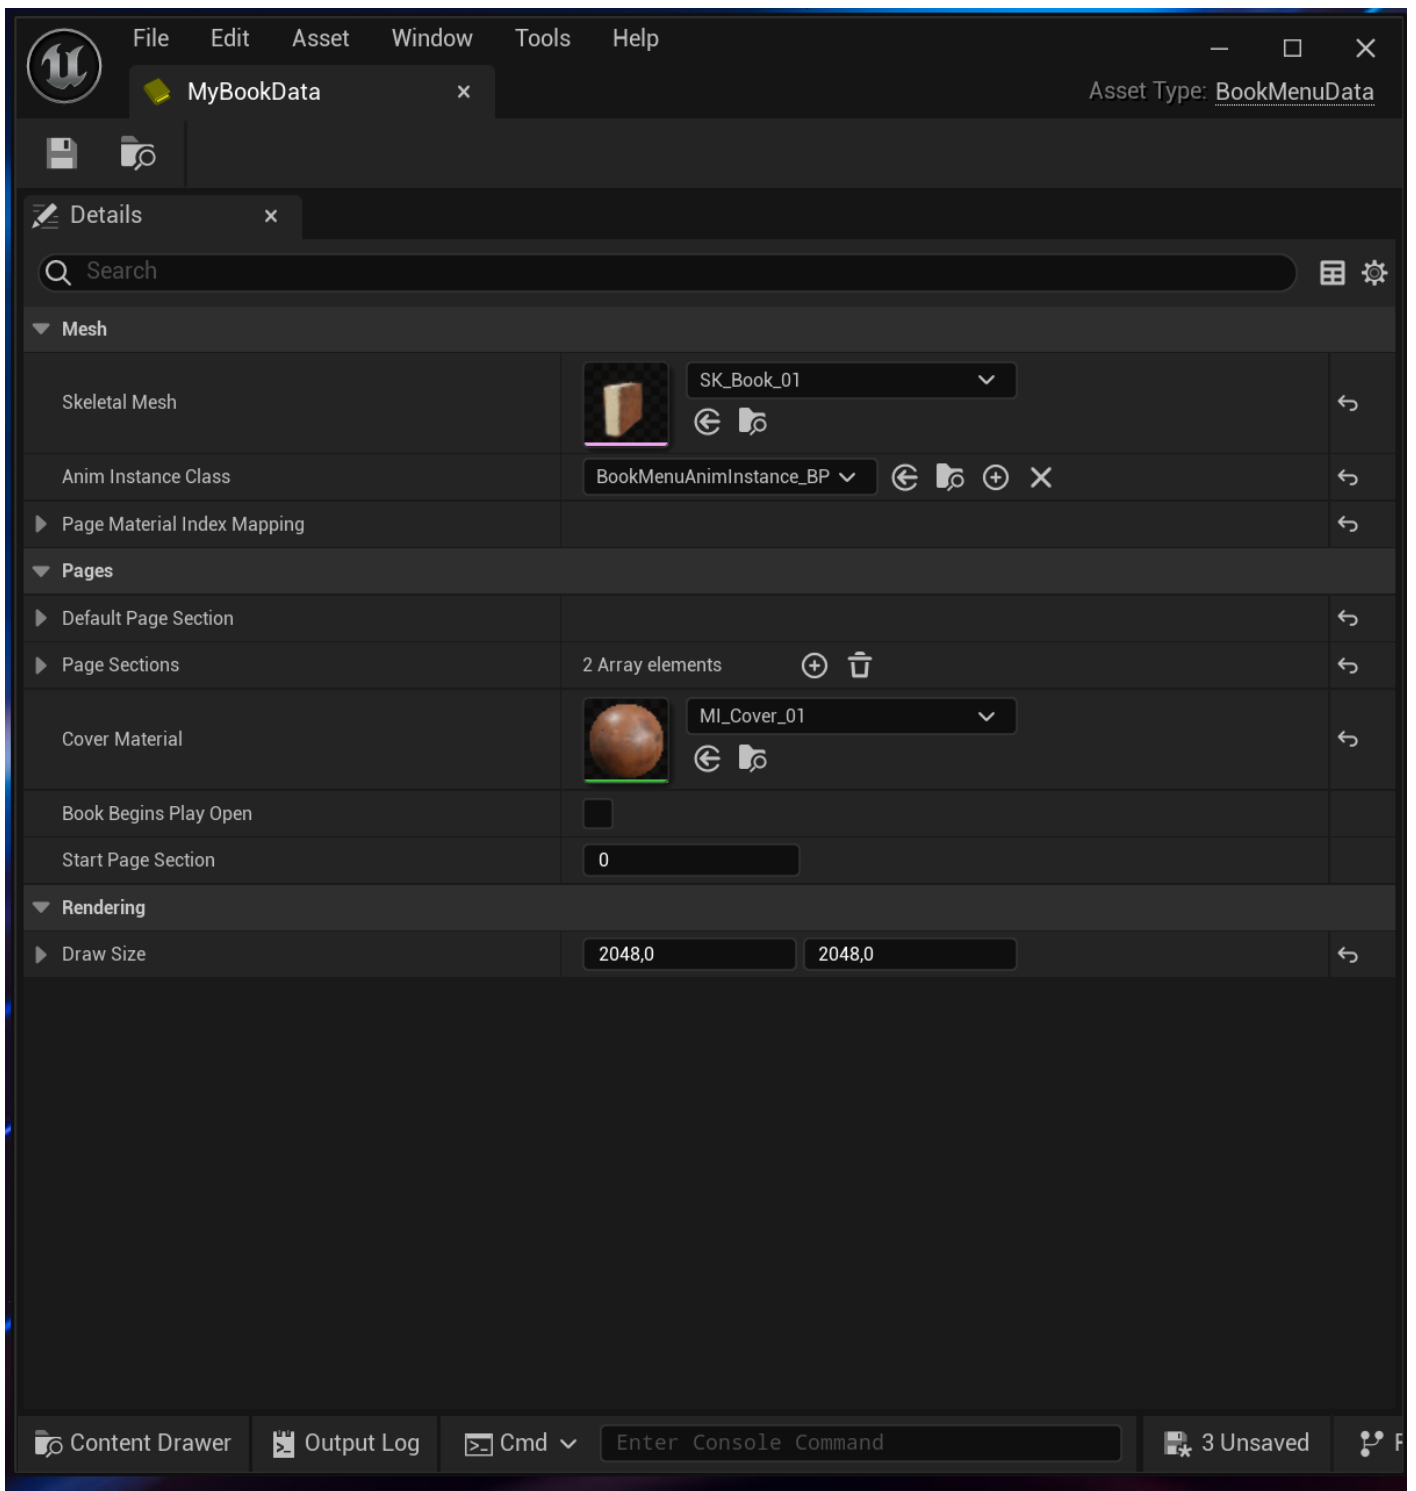 File Edit Asset Window Tools Help
MyBookData
Asset Type: BookMenuData
Details
Search
Mesh
Skeletal Mesh
SK_Book_01
Anim Instance Class
BookMenuAnimInstance_BP
Page Material Index Mapping
Pages
Default Page Section
Page Sections
2 Array elements
Cover Material
MI_Cover_01
Book Begins Play Open
Start Page Section
0
Rendering
Draw Size
2048,0 2048,0
Content Drawer Output Log Cmd Enter Console Command 3 Unsaved